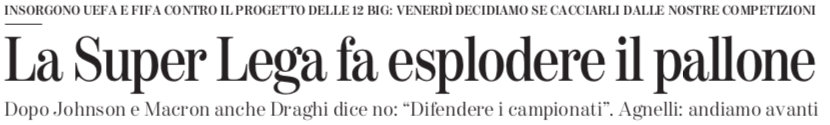 INSORGONO UEFA E FIFA CONTRO IL PROGETTO DELLE 12 BIG: VENERDÌ DECIDIAMO SE CACCIARLI DALLE NOSTRE COMPETIZIONI
La Super Lega fa esplodere il pallone
Dopo Johnson e Macron anche Draghi dice no: “Difendere i campionati”. Agnelli: andiamo avanti